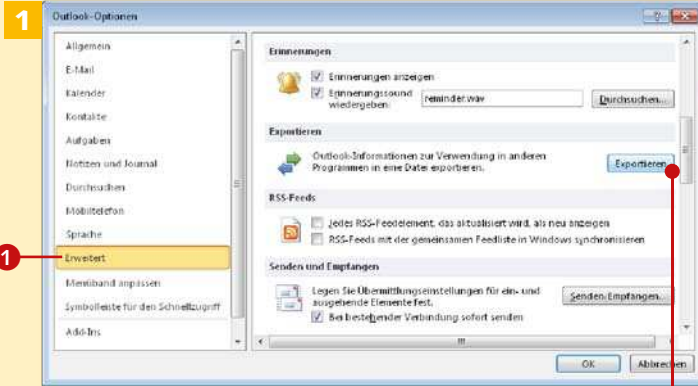 1
Outlook-Optionen
Allgemein
E-Mail
Kalender
Kontakte
Aufgaben
Notizen und Journal
Durchsuchen
Mobiltelefon
Sprache
1
Erweitert
Menüband anpassen
Symbolleiste für den Schnellzugriff
Add-Ins
Erinnerungen
Erinnerungen anzeigen
Erinnerungssound
wiedergeben:
reminder.wav
Durchsuchen...
Exportieren
Outlook-Informationen zur Verwendung in anderen
Programmen in eine Datei exportieren.
Exportieren
RSS-Feeds
Jedes RSS-Feedelement, das aktualisiert wird, als neu anzeigen
RSS-Feeds mit der gemeinsamen Feedliste in Windows synchronisieren
Senden und Empfangen
Legen Sie Übermittlungseinstellungen für ein- und
ausgehende Elemente fest.
Senden/Empfangen...
Bei bestehender Verbindung sofort senden
OK
Abbrechen